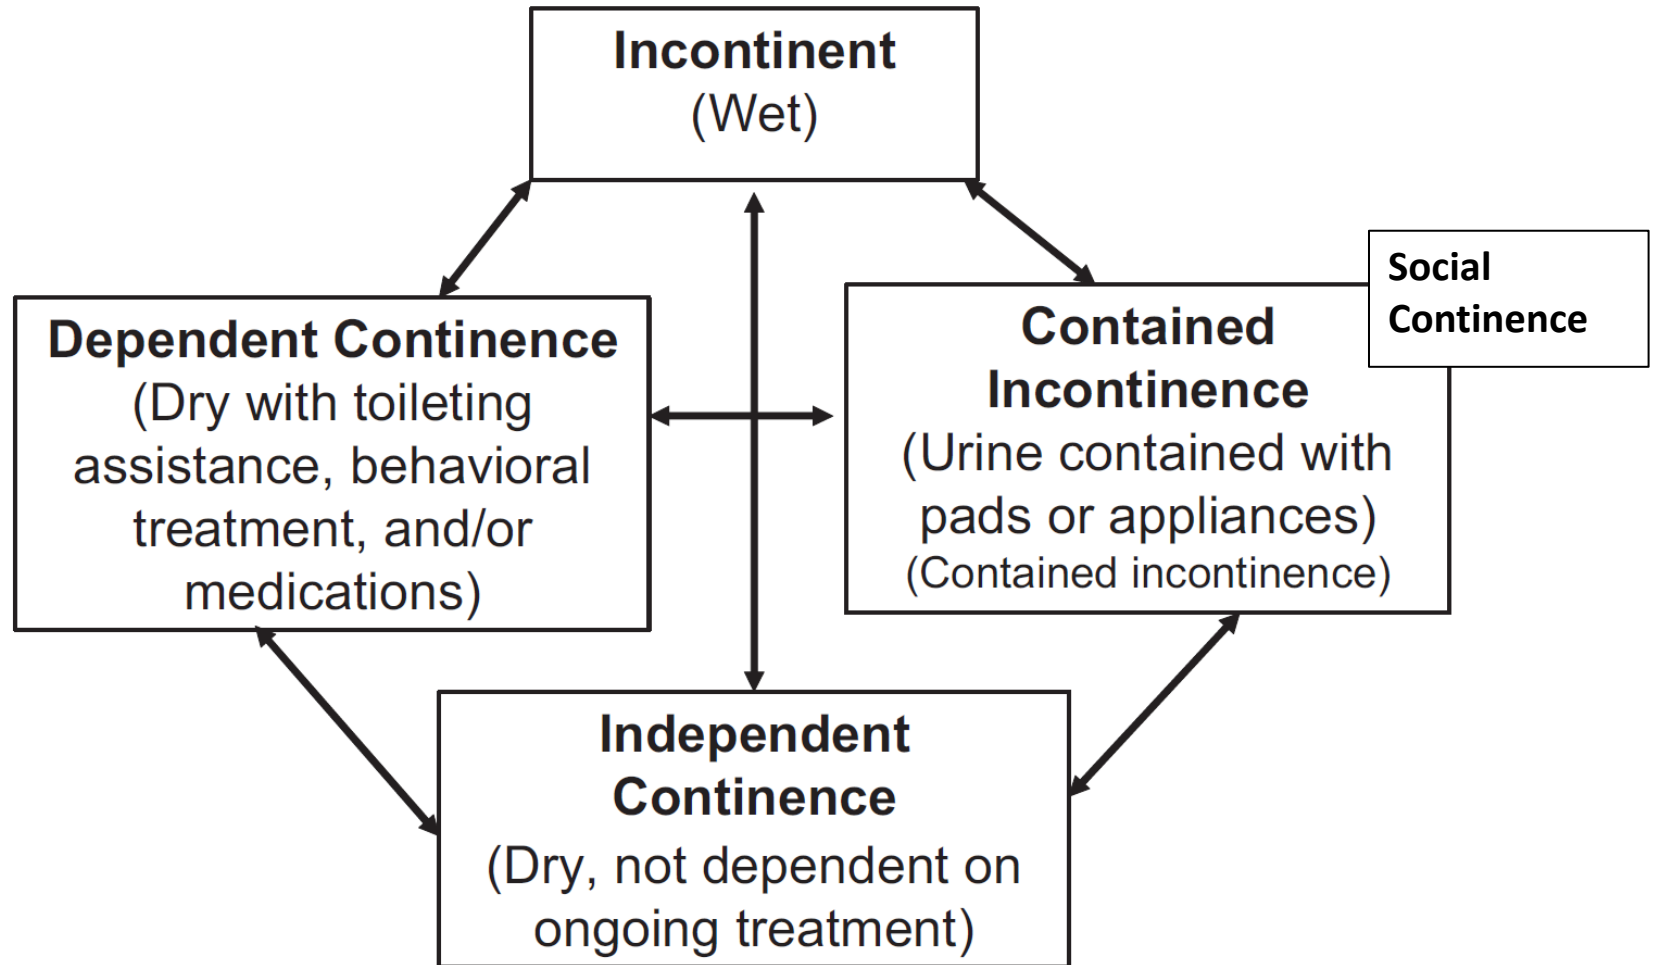 Incontinent
(Wet)
Dependent Continence
(Dry with toileting
assistance, behavioral
treatment, and/or
medications)
Social
Continence
Contained
Incontinence
(Urine contained with
pads or appliances)
(Contained incontinence)
Independent
Continence
(Dry, not dependent on
ongoing treatment)